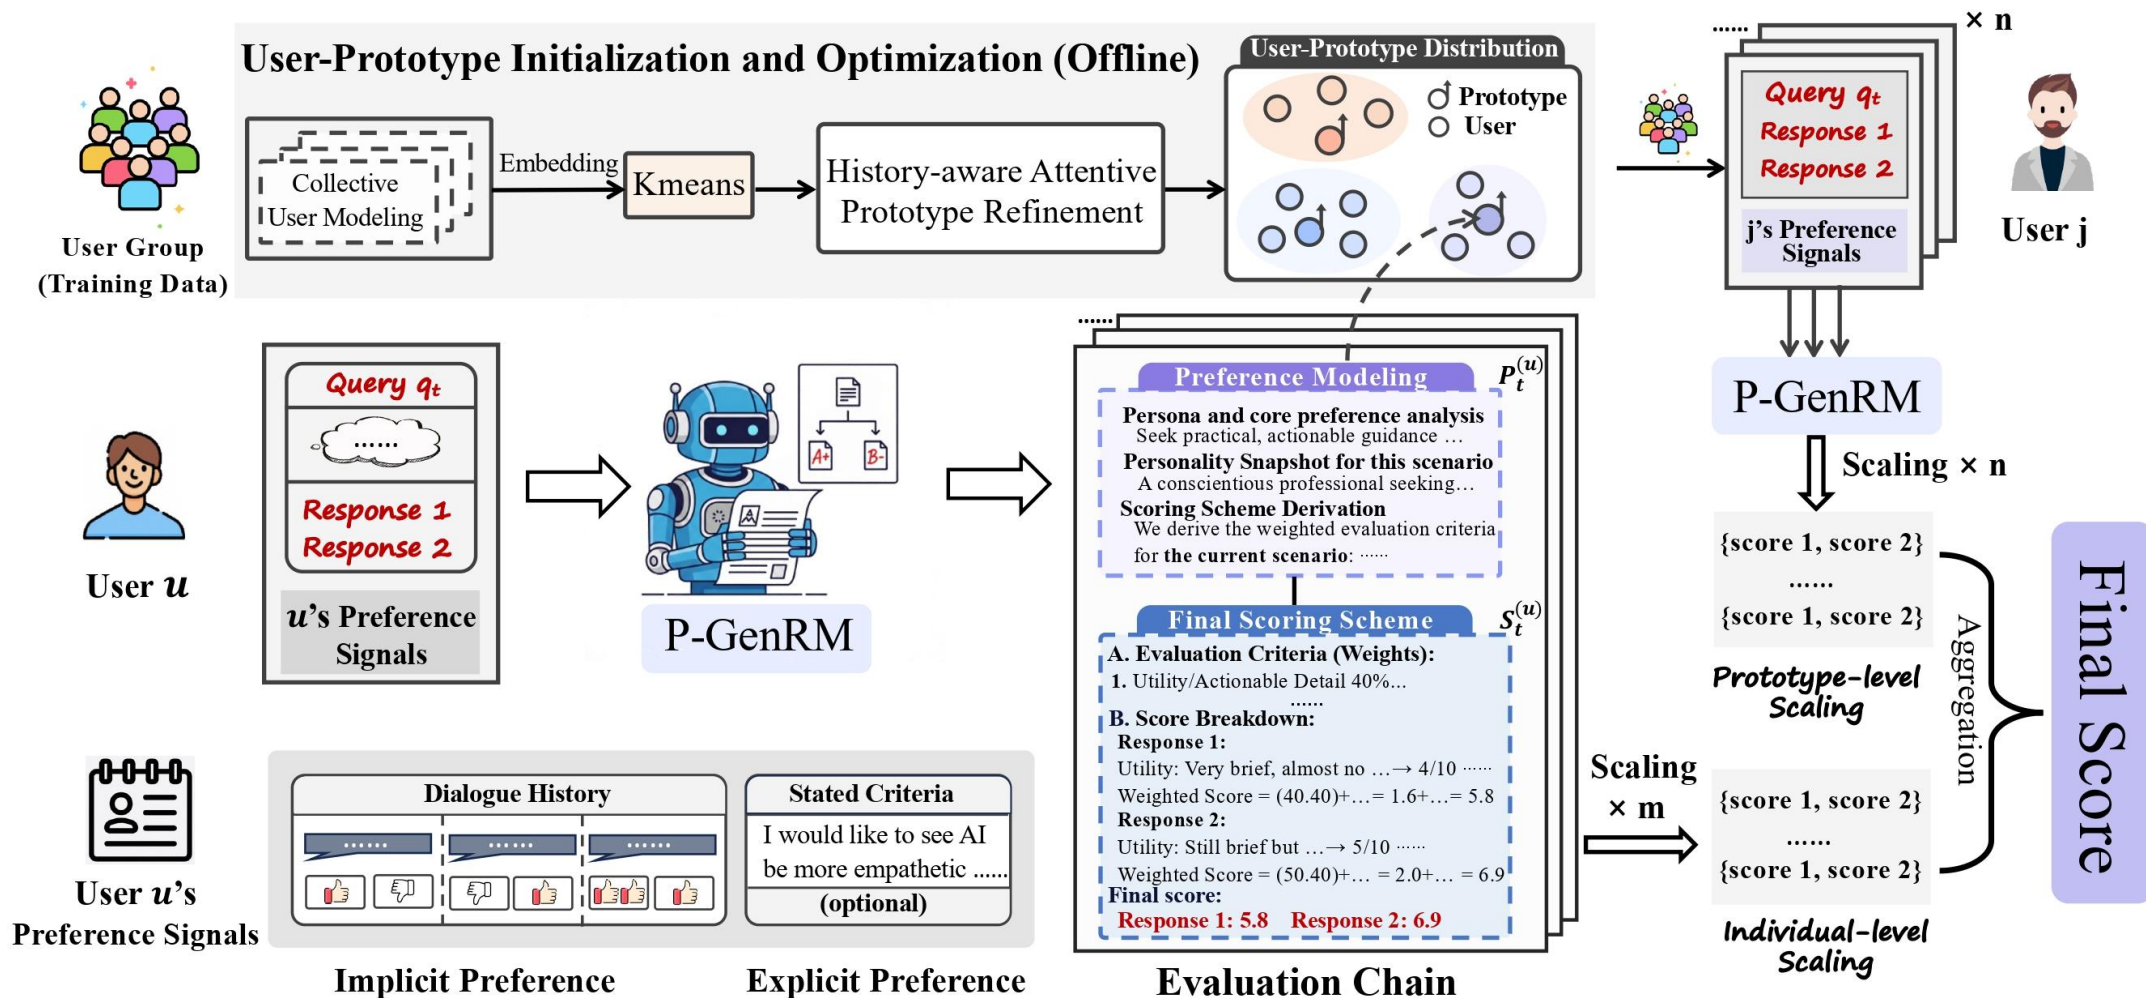 User-Prototype Initialization and Optimization (Offline)
User Group
(Training Data)
Collective
User Modeling
Embedding
Kmeans
History-aware Attentive
Prototype Refinement
User-Prototype Distribution
Prototype
User
......
× n
Query qₜ
Response 1
Response 2
j's Preference
Signals
User j
P-GenRM
Scaling × n
{score 1, score 2}
......
{score 1, score 2}
Prototype-level
Scaling
Aggregation
Final Score
User u
Query qₜ
......
Response 1
Response 2
u's Preference
Signals
A+
B-
P-GenRM
......
Preference Modeling
Pₜ⁽ᵘ⁾
Persona and core preference analysis
Seek practical, actionable guidance ...
Personality Snapshot for this scenario
A conscientious professional seeking...
Scoring Scheme Derivation
We derive the weighted evaluation criteria
for the current scenario: ······
Final Scoring Scheme
Sₜ⁽ᵘ⁾
A. Evaluation Criteria (Weights):
1. Utility/Actionable Detail 40%...
......
B. Score Breakdown:
Response 1:
Utility: Very brief, almost no ...→ 4/10 ······
Weighted Score = (40.40)+...= 1.6+...= 5.8
Response 2:
Utility: Still brief but ...→ 5/10 ······
Weighted Score = (50.40)+... = 2.0+... = 6.9
Final score:
Response 1: 5.8 Response 2: 6.9
Evaluation Chain
Scaling
× m
{score 1, score 2}
......
{score 1, score 2}
Individual-level
Scaling
User u's
Preference Signals
Dialogue History
......
......
......
Implicit Preference
Stated Criteria
I would like to see AI
be more empathetic ......
(optional)
Explicit Preference